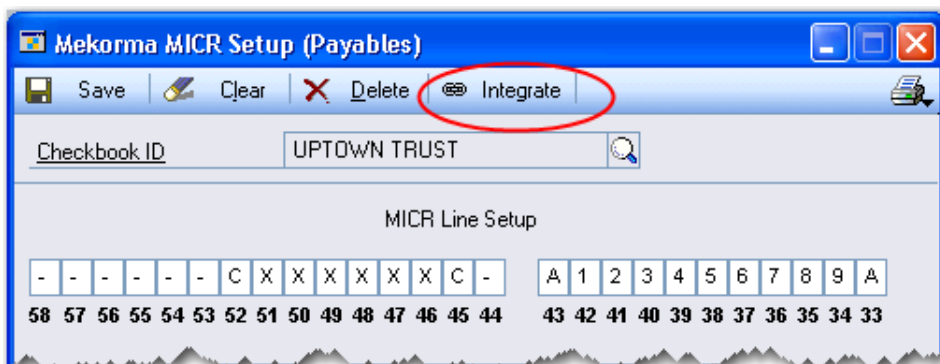 Mekorma MICR Setup (Payables)
Save Clear Delete Integrate
Checkbook ID UPTOWN TRUST
MICR Line Setup
- - - - - - C X X X X X X C - A 1 2 3 4 5 6 7 8 9 A
58 57 56 55 54 53 52 51 50 49 48 47 46 45 44 43 42 41 40 39 38 37 36 35 34 33